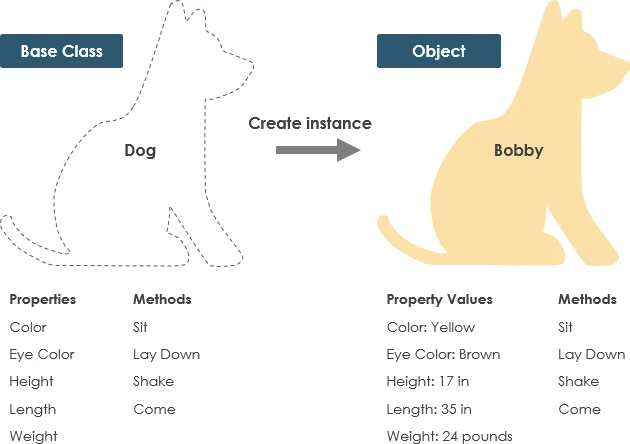 Base Class
Object
Create instance
Dog
Bobby
Properties Methods Property Values Methods
Color Sit Color: Yellow Sit
Eye Color Lay Down Eye Color: Brown Lay Down
Height Shake Height: 17 in Shake
Length Come Length: 35 in Come
Weight Weight: 24 pounds